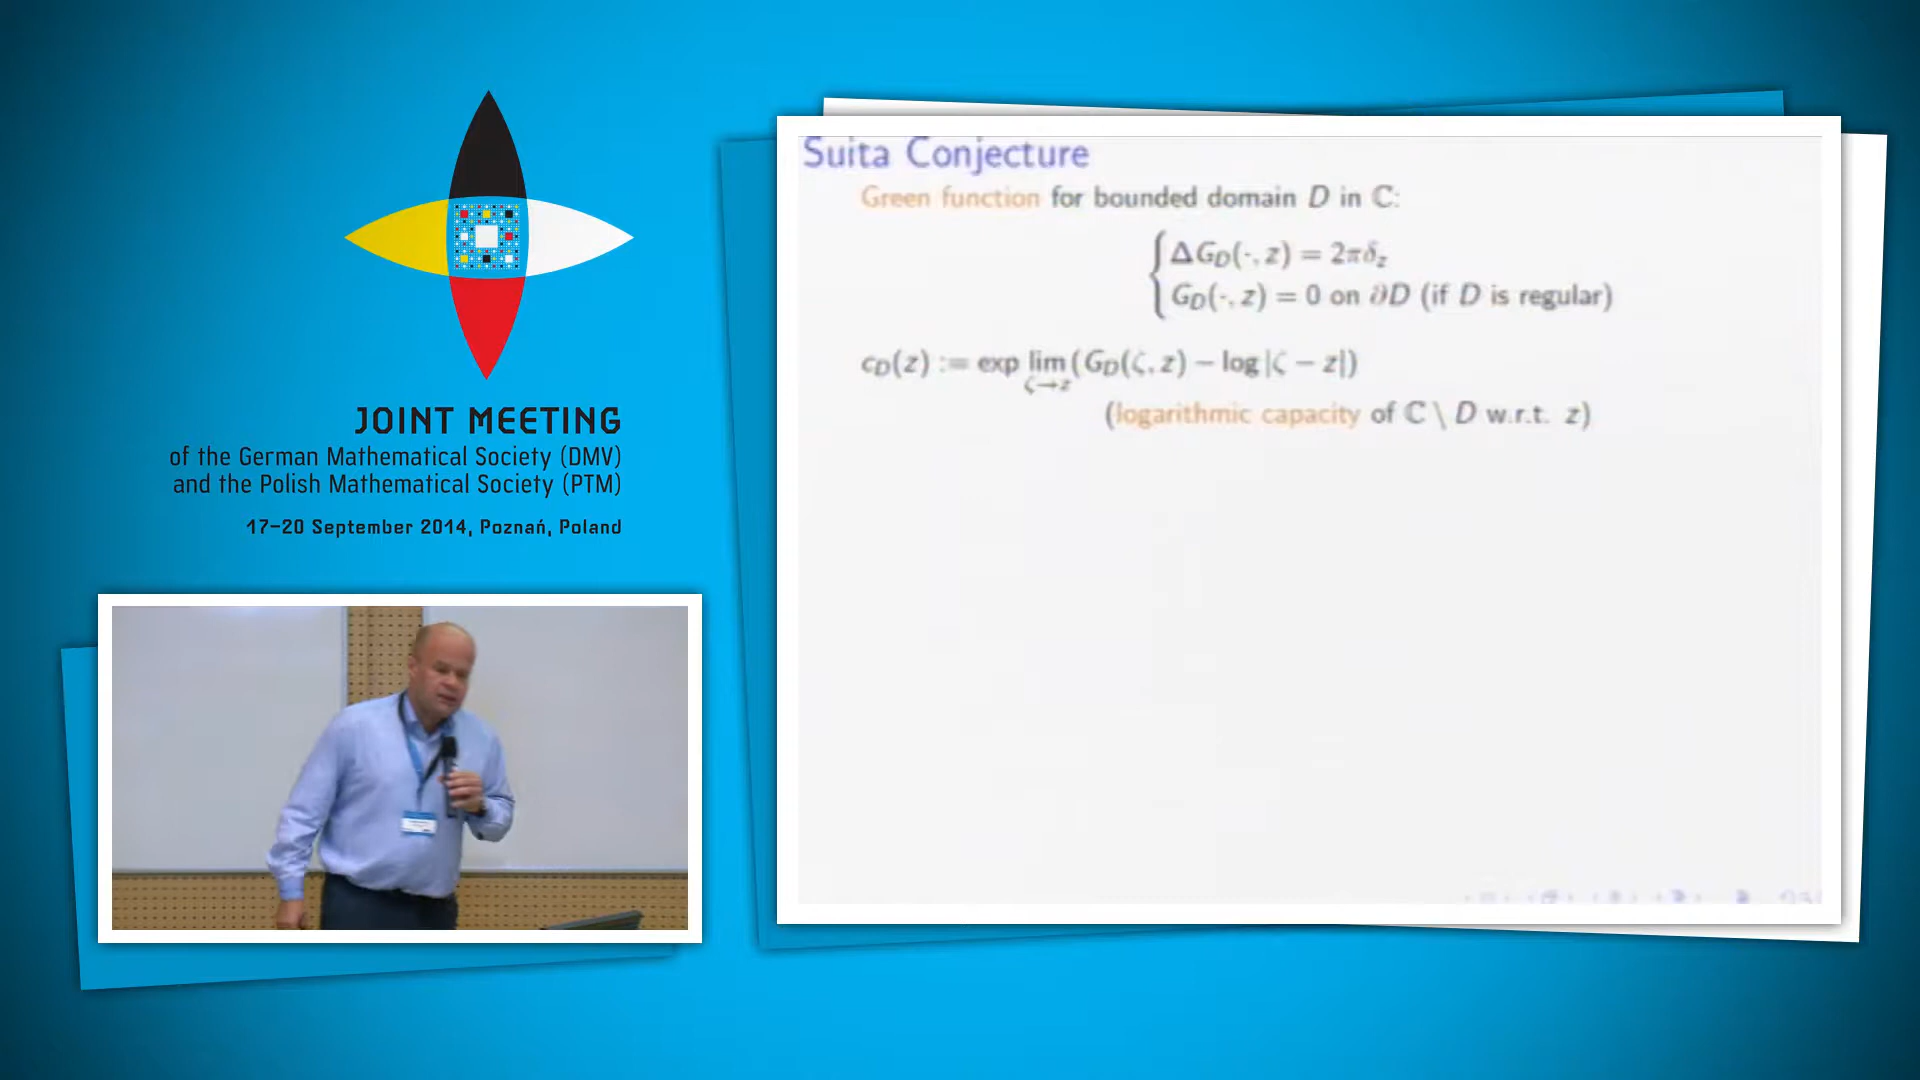 JOINT MEETING
of the German Mathematical Society (DMV)
and the Polish Mathematical Society (PTM)
17–20 September 2014, Poznań, Poland
Suita Conjecture
Green function for bounded domain D in ℂ:
{ΔG_D(·, z) = 2πδ_z
G_D(·, z) = 0 on ∂D (if D is regular)
c_D(z) := exp lim_{ζ→z} (G_D(ζ, z) − log |ζ − z|)
(logarithmic capacity of ℂ \ D w.r.t. z)